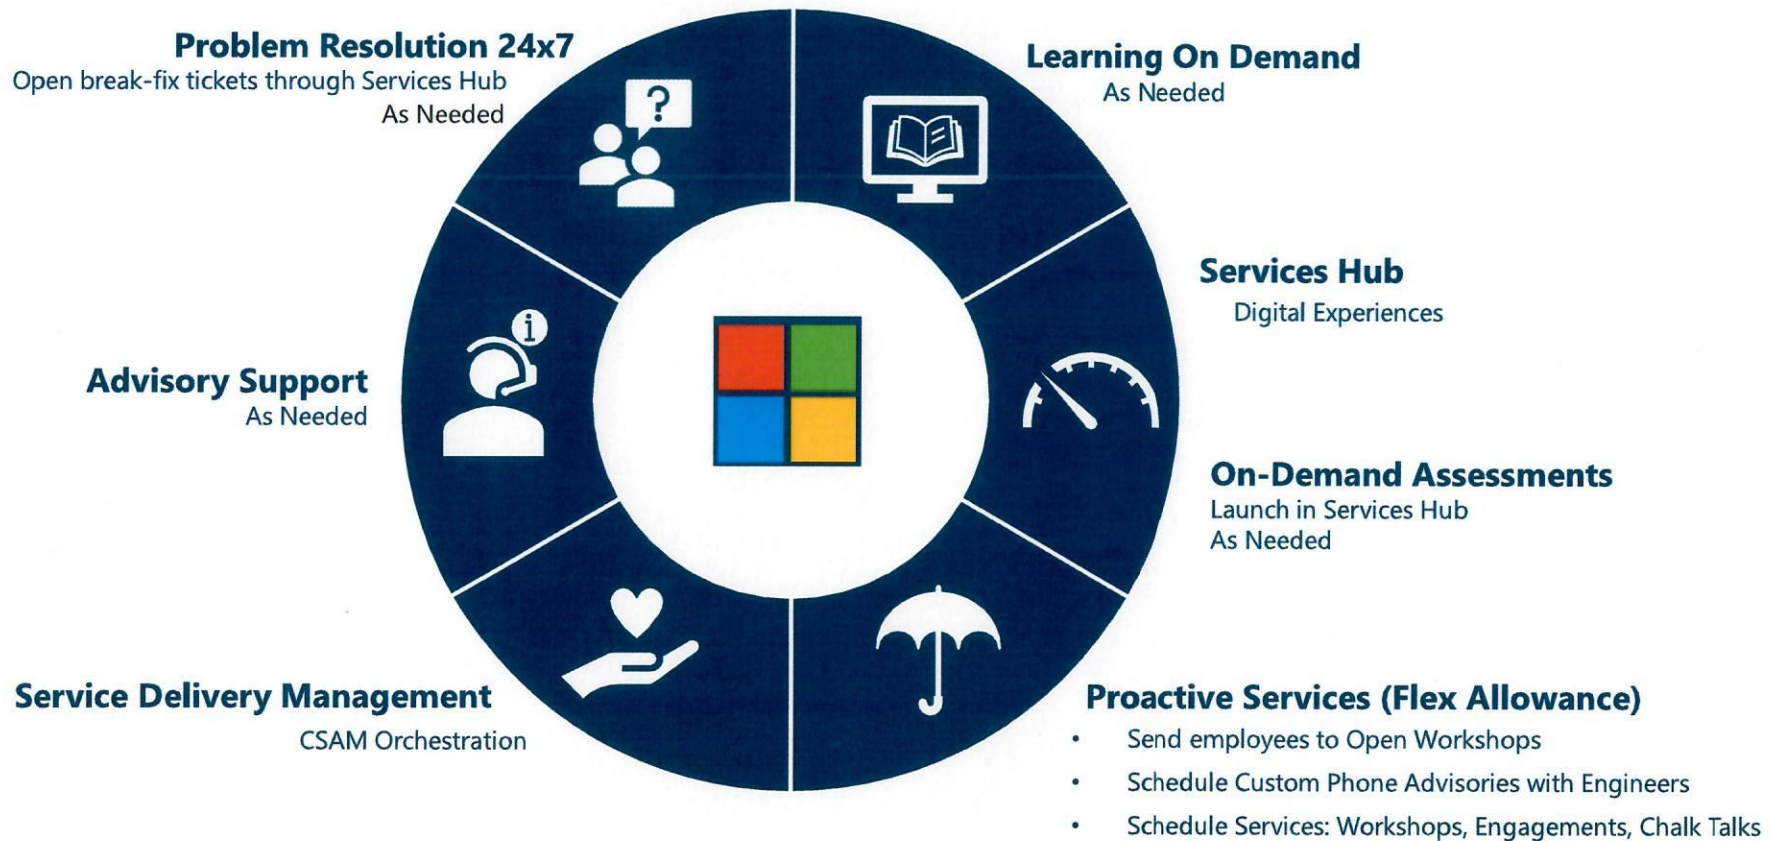 Problem Resolution 24x7
Open break-fix tickets through Services Hub
As Needed
?
Learning On Demand
As Needed
Services Hub
Digital Experiences
i
Advisory Support
As Needed
On-Demand Assessments
Launch in Services Hub
As Needed
Service Delivery Management
CSAM Orchestration
Proactive Services (Flex Allowance)
• Send employees to Open Workshops
• Schedule Custom Phone Advisories with Engineers
• Schedule Services: Workshops, Engagements, Chalk Talks